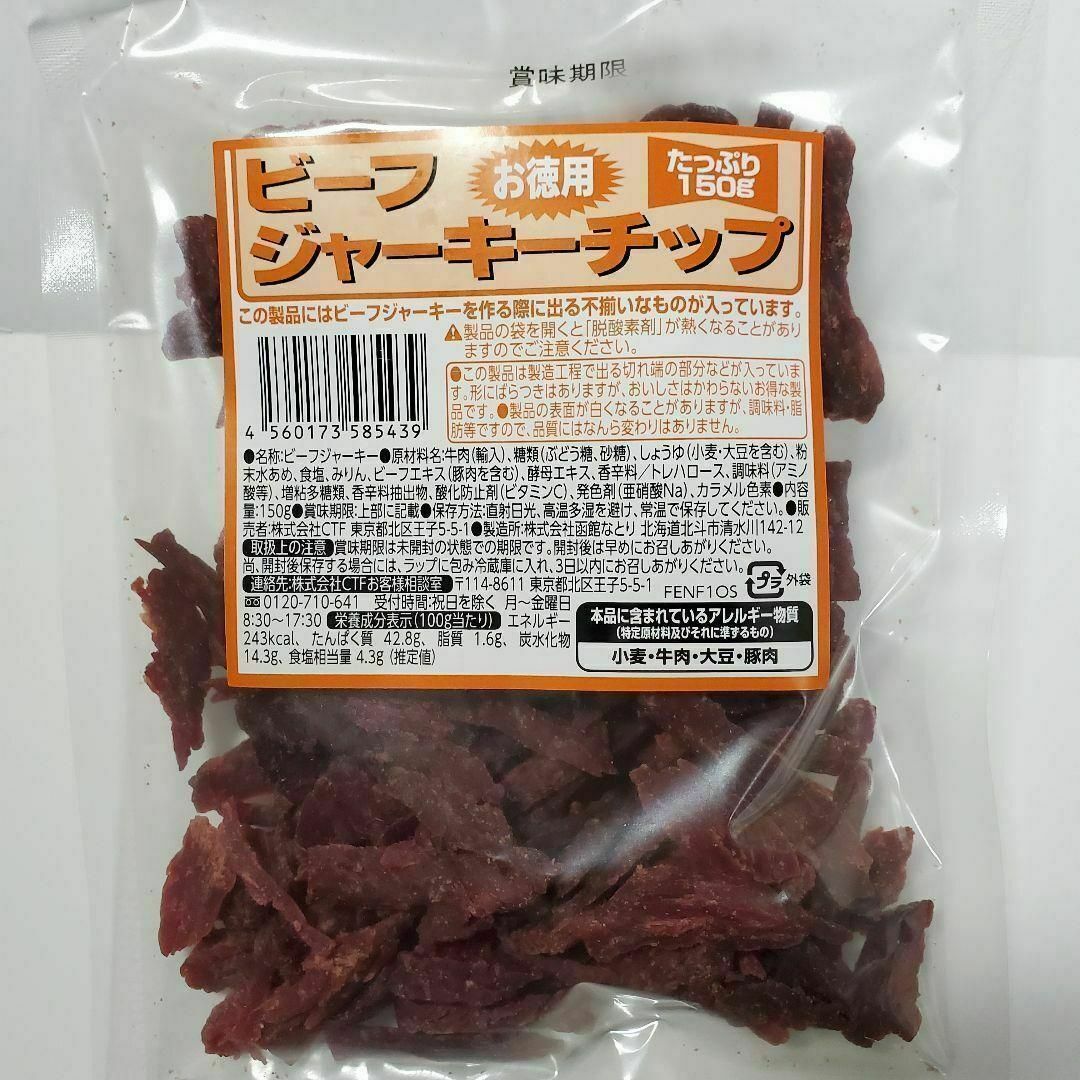 賞味期限
ビーフ
お徳用
たっぷり
150g
ジャーキーチップ
この製品にはビーフジャーキーを作る際に出る不揃いなものが入っています。
⚠製品の袋を開くと「脱酸素剤」が熱くなることがあり
ますのでご注意ください。
●この製品は製造工程で出る切れ端の部分などが入っていま
す。形にばらつきはありますが、おいしさはかわらないお得な製
品です。●製品の表面が白くなることがありますが、調味料・脂
肪等ですので、品質にはなんら変わりはありません。
4 560173 585439
●名称:ビーフジャーキー●原材料名:牛肉(輸入)、糖類(ぶどう糖、砂糖)、しょうゆ(小麦・大豆を含む)、粉
末水あめ、食塩、みりん、ビーフエキス(豚肉を含む)、酵母エキス、香辛料/トレハロース、調味料(アミノ
酸等)、増粘多糖類、香辛料抽出物、酸化防止剤(ビタミンC)、発色剤(亜硝酸Na)、カラメル色素●内容
量:150g●賞味期限:上部に記載●保存方法:直射日光、高温多湿を避け、常温で保存してください。●販
売者:株式会社CTF 東京都北区王子5-5-1●製造所:株式会社函館なとり 北海道北斗市清水川142-12
取扱上の注意 賞味期限は未開封の状態での期限です。開封後は早めにお召しあがりください。
尚、開封後保存する場合には、ラップに包み冷蔵庫に入れ、3日以内にお召しあがりください。
連絡先:株式会社CTFお客様相談室 〒114-8611 東京都北区王子5-5-1
FENF1OS
プラ 外袋
0120-710-641 受付時間:祝日を除く 月〜金曜日
8:30〜17:30 栄養成分表示(100g当たり) エネルギー
243kcal、たんぱく質 42.8g、脂質 1.6g、炭水化物
14.3g、食塩相当量 4.3g (推定値)
本品に含まれているアレルギー物質
(特定原材料及びそれに準ずるもの)
小麦・牛肉・大豆・豚肉